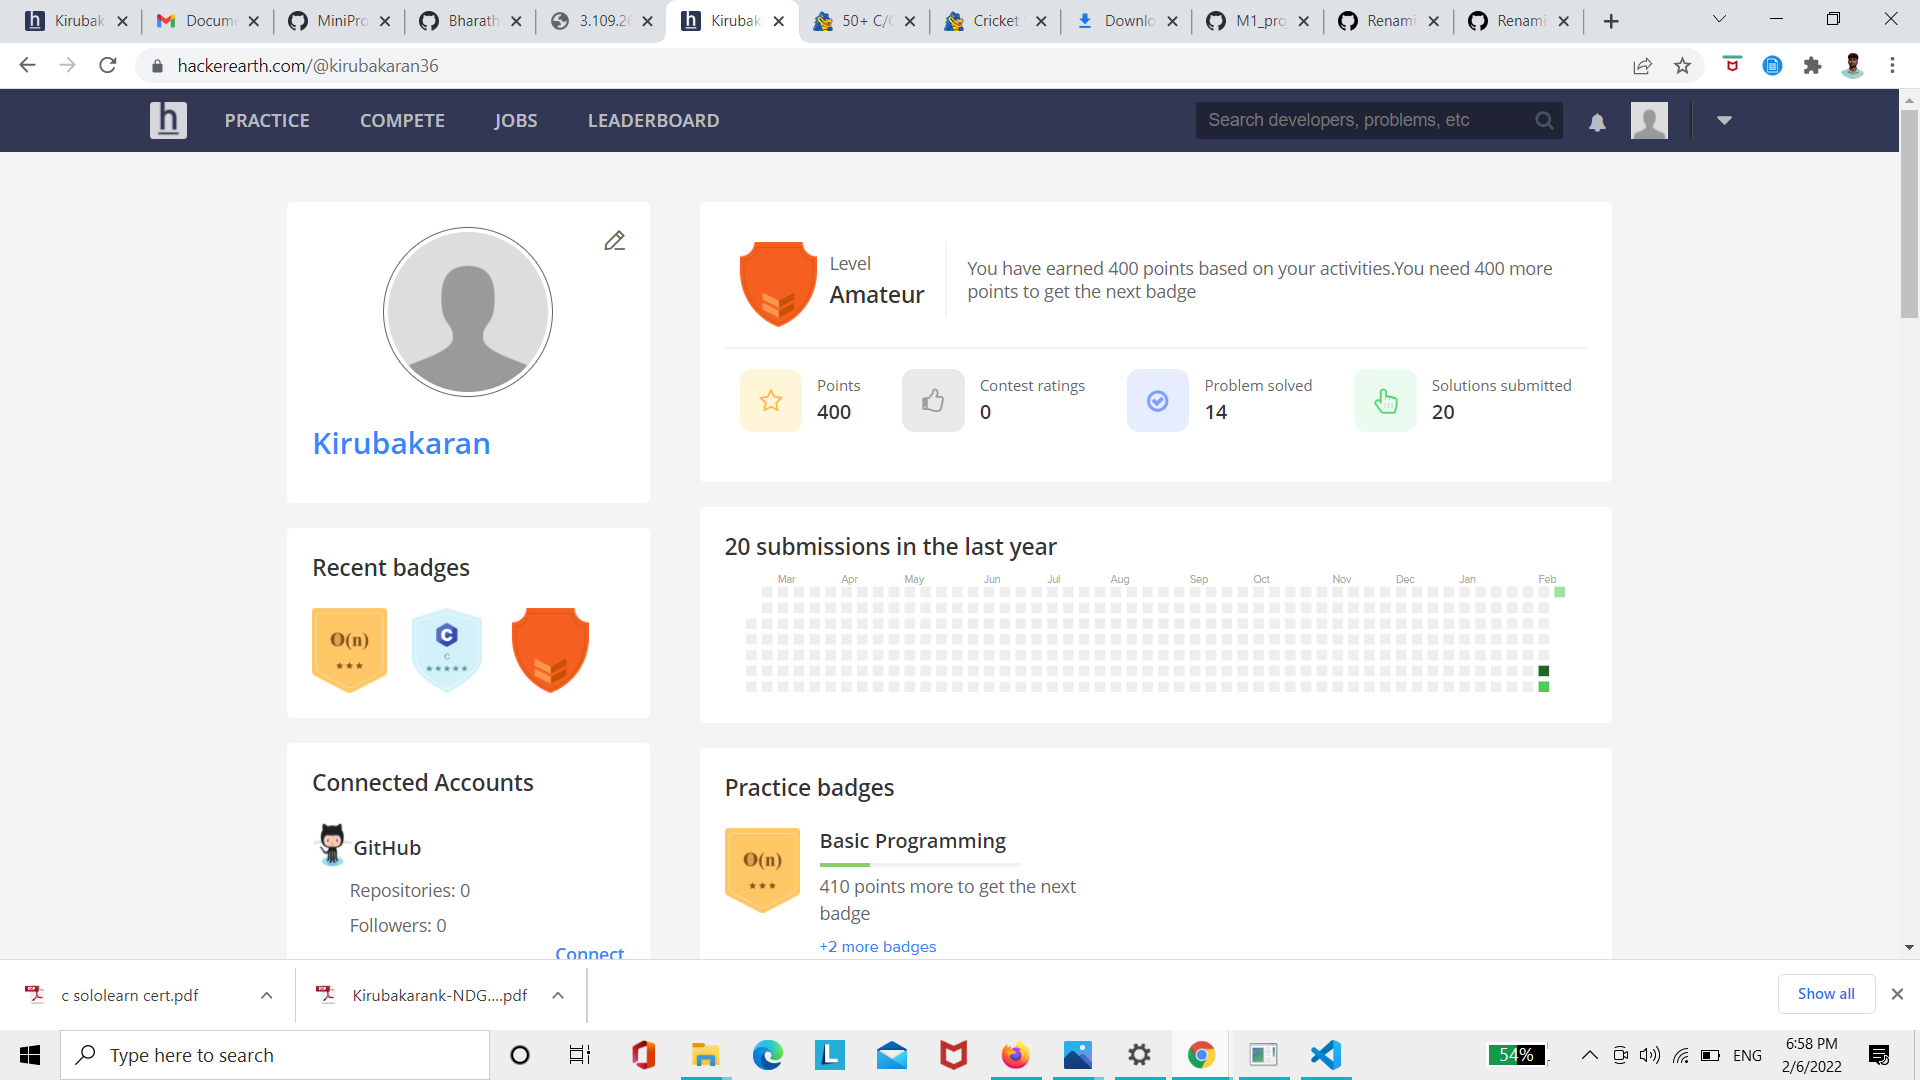 Kirubak
Docume
MiniPro
Bharath
3.109.26
Kirubak
50+ C/C
Cricket
Downlo
M1_pro
Renami
Renami
hackerearth.com/@kirubakaran36
h
PRACTICE
COMPETE
JOBS
LEADERBOARD
Search developers, problems, etc
Kirubakaran
Level
Amateur
You have earned 400 points based on your activities.You need 400 more
points to get the next badge
Points
400
Contest ratings
0
Problem solved
14
Solutions submitted
20
Recent badges
O(n)
C
C
20 submissions in the last year
Mar Apr May Jun Jul Aug Sep Oct Nov Dec Jan Feb
Connected Accounts
GitHub
Repositories: 0
Followers: 0
Connect
Practice badges
O(n)
Basic Programming
410 points more to get the next
badge
+2 more badges
c sololearn cert.pdf
Kirubakarank-NDG....pdf
Show all
Type here to search
L
54%
ENG
6:58 PM
2/6/2022